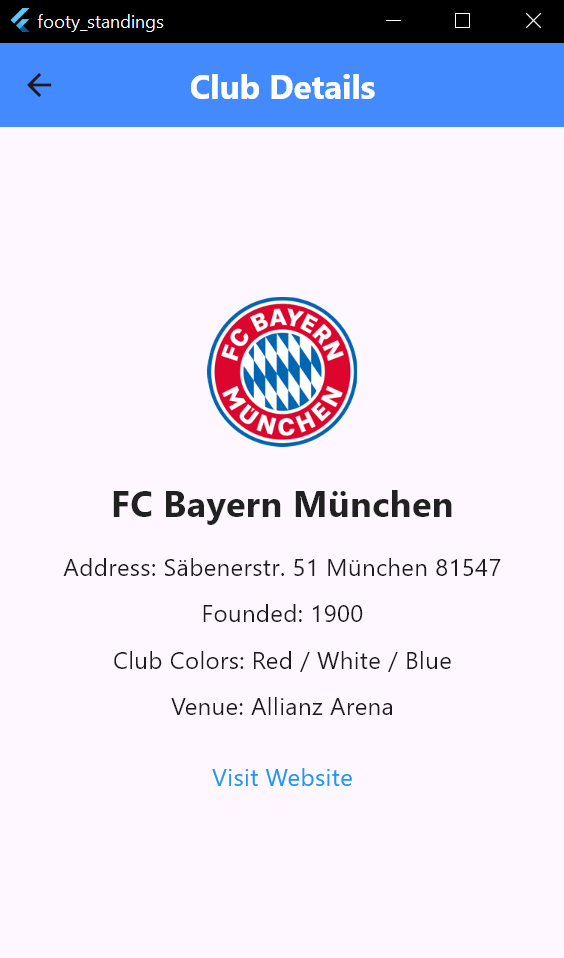 footy_standings
Club Details
FC BAYERN
MÜNCHEN
FC Bayern München
Address: Säbenerstr. 51 München 81547
Founded: 1900
Club Colors: Red / White / Blue
Venue: Allianz Arena
Visit Website